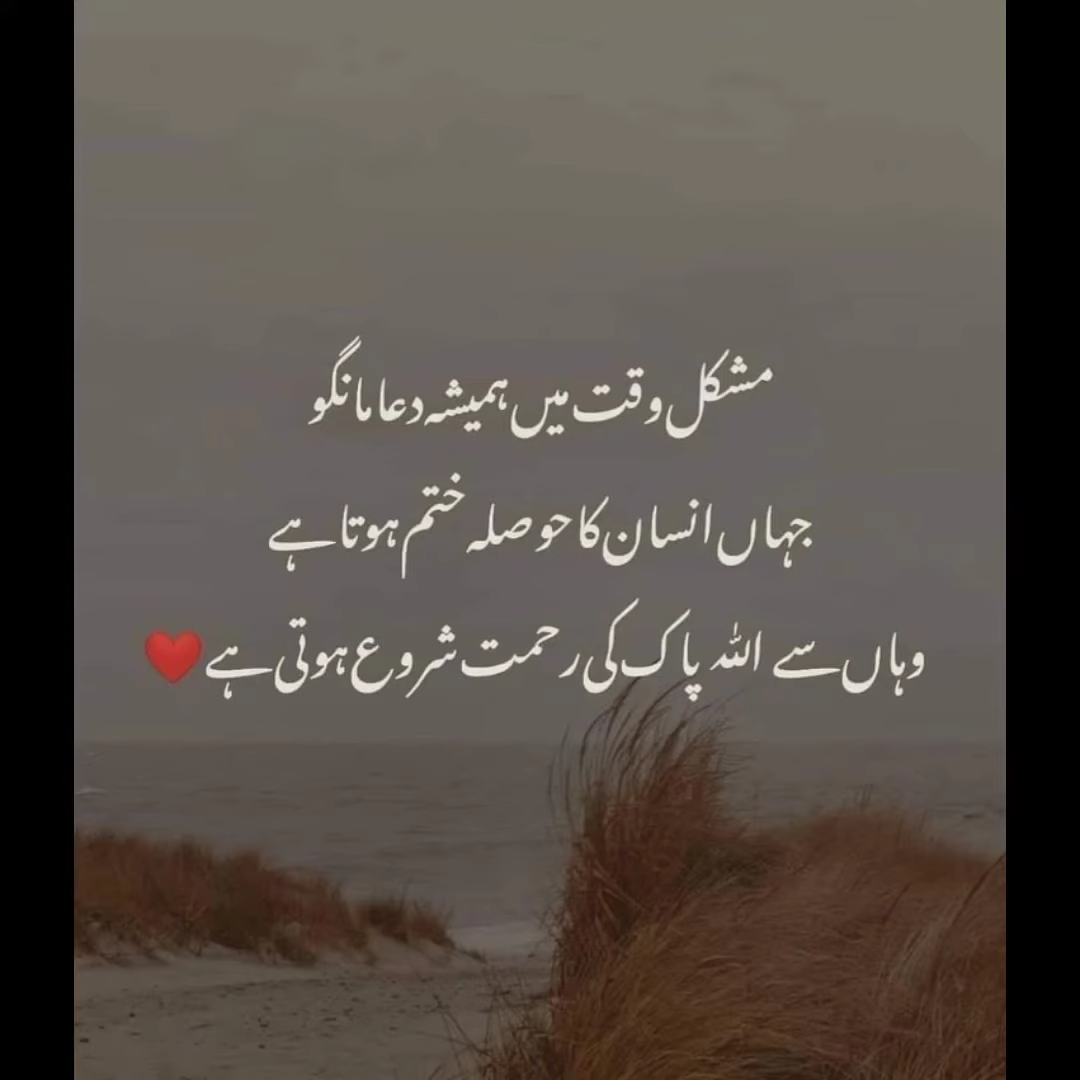 مشکل وقت میں ہمیشہ دعا مانگو
جہاں انسان کا حوصلہ ختم ہوتا ہے
وہاں سے اللہ پاک کی رحمت شروع ہوتی ہے❤️